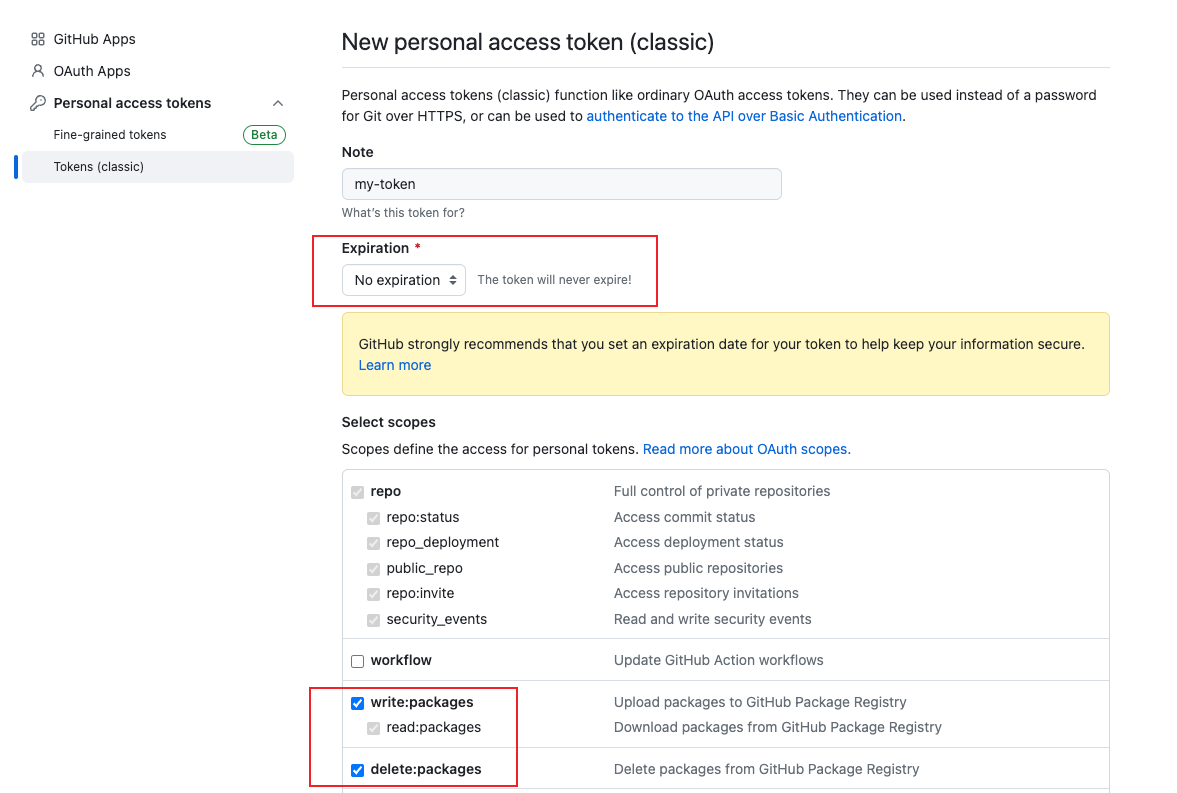 GitHub Apps
OAuth Apps
Personal access tokens
Fine-grained tokens Beta
Tokens (classic)
New personal access token (classic)
Personal access tokens (classic) function like ordinary OAuth access tokens. They can be used instead of a password
for Git over HTTPS, or can be used to authenticate to the API over Basic Authentication.
Note
my-token
What's this token for?
Expiration *
No expiration The token will never expire!
GitHub strongly recommends that you set an expiration date for your token to help keep your information secure.
Learn more
Select scopes
Scopes define the access for personal tokens. Read more about OAuth scopes.
repo Full control of private repositories
repo:status Access commit status
repo_deployment Access deployment status
public_repo Access public repositories
repo:invite Access repository invitations
security_events Read and write security events
workflow Update GitHub Action workflows
write:packages Upload packages to GitHub Package Registry
read:packages Download packages from GitHub Package Registry
delete:packages Delete packages from GitHub Package Registry